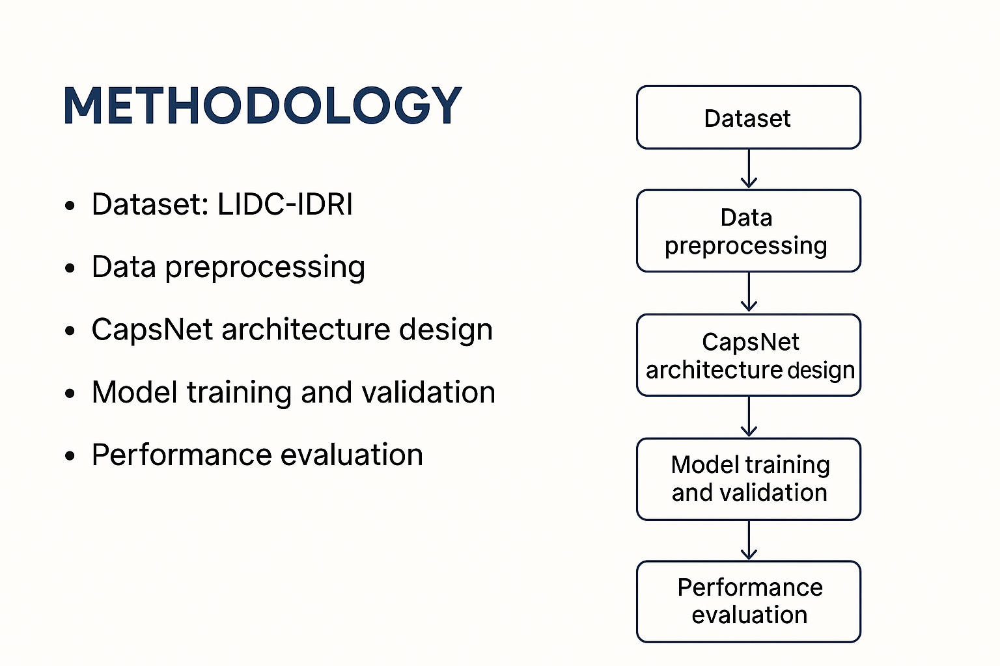 METHODOLOGY
• Dataset: LIDC-IDRI
• Data preprocessing
• CapsNet architecture design
• Model training and validation
• Performance evaluation
Dataset
Data
preprocessing
CapsNet
architecture design
Model training
and validation
Performance
evaluation